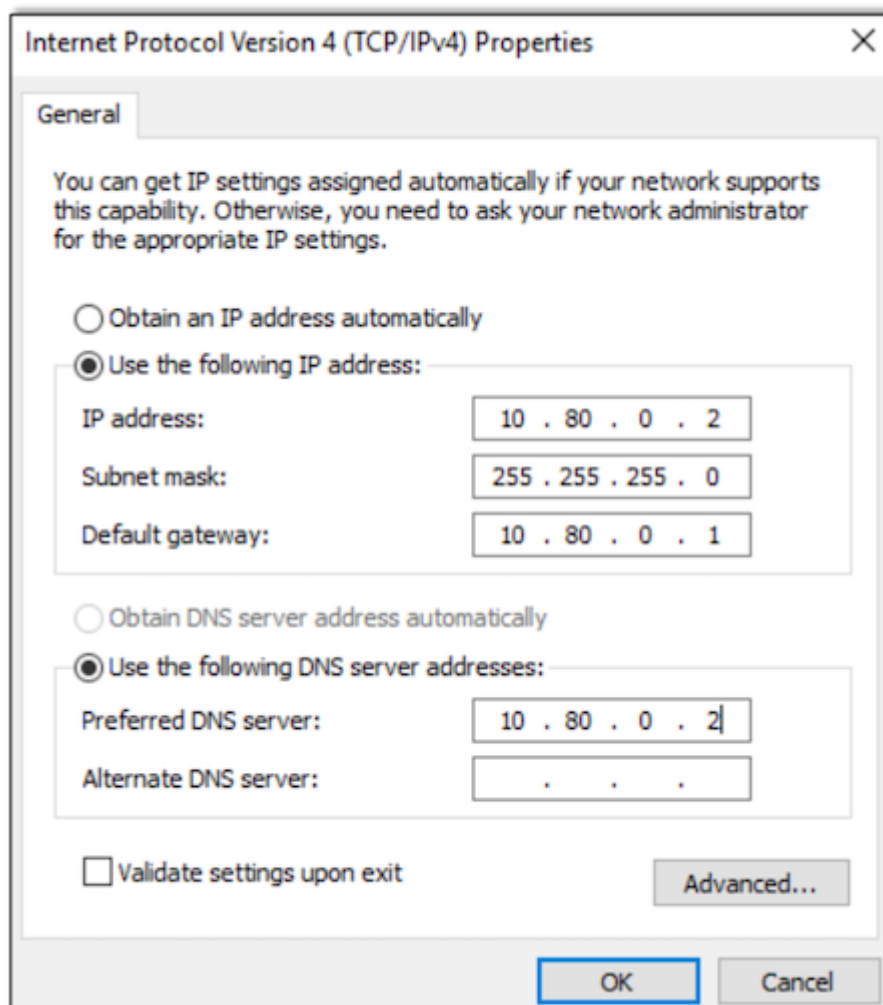 Internet Protocol Version 4 (TCP/IPv4) Properties
General
You can get IP settings assigned automatically if your network supports
this capability. Otherwise, you need to ask your network administrator
for the appropriate IP settings.
Obtain an IP address automatically
Use the following IP address:
IP address: 10 . 80 . 0 . 2
Subnet mask: 255 . 255 . 255 . 0
Default gateway: 10 . 80 . 0 . 1
Obtain DNS server address automatically
Use the following DNS server addresses:
Preferred DNS server: 10 . 80 . 0 . 2
Alternate DNS server: . . .
Validate settings upon exit
Advanced...
OK Cancel